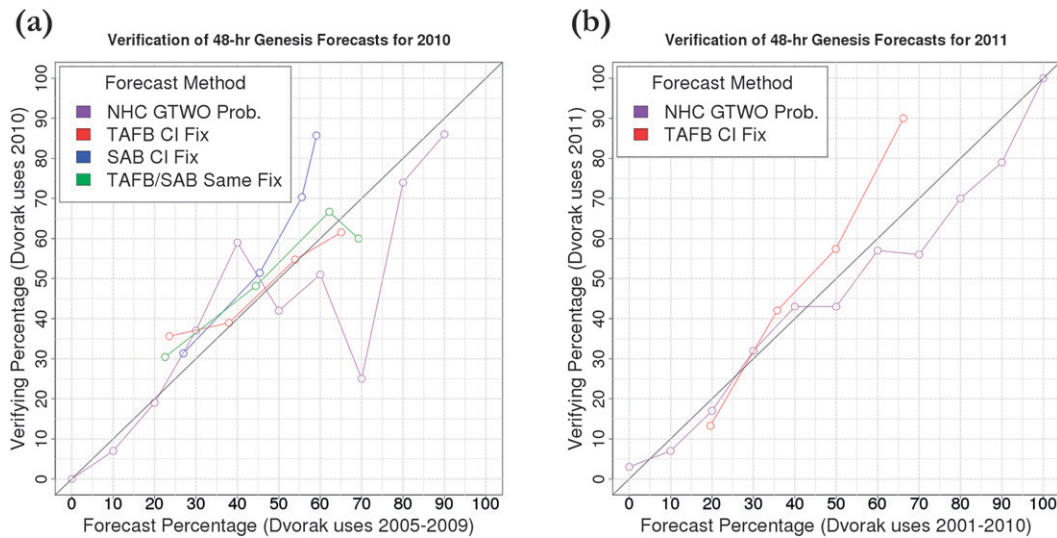 (a)
Verification of 48-hr Genesis Forecasts for 2010
Forecast Method
NHC GTWO Prob.
TAFB CI Fix
SAB CI Fix
TAFB/SAB Same Fix
Verifying Percentage (Dvorak uses 2010)
100
90
80
70
60
50
40
30
20
10
0
0 10 20 30 40 50 60 70 80 90 100
Forecast Percentage (Dvorak uses 2005-2009)
(b)
Verification of 48-hr Genesis Forecasts for 2011
Forecast Method
NHC GTWO Prob.
TAFB CI Fix
Verifying Percentage (Dvorak uses 2011)
100
90
80
70
60
50
40
30
20
10
0
0 10 20 30 40 50 60 70 80 90 100
Forecast Percentage (Dvorak uses 2001-2010)